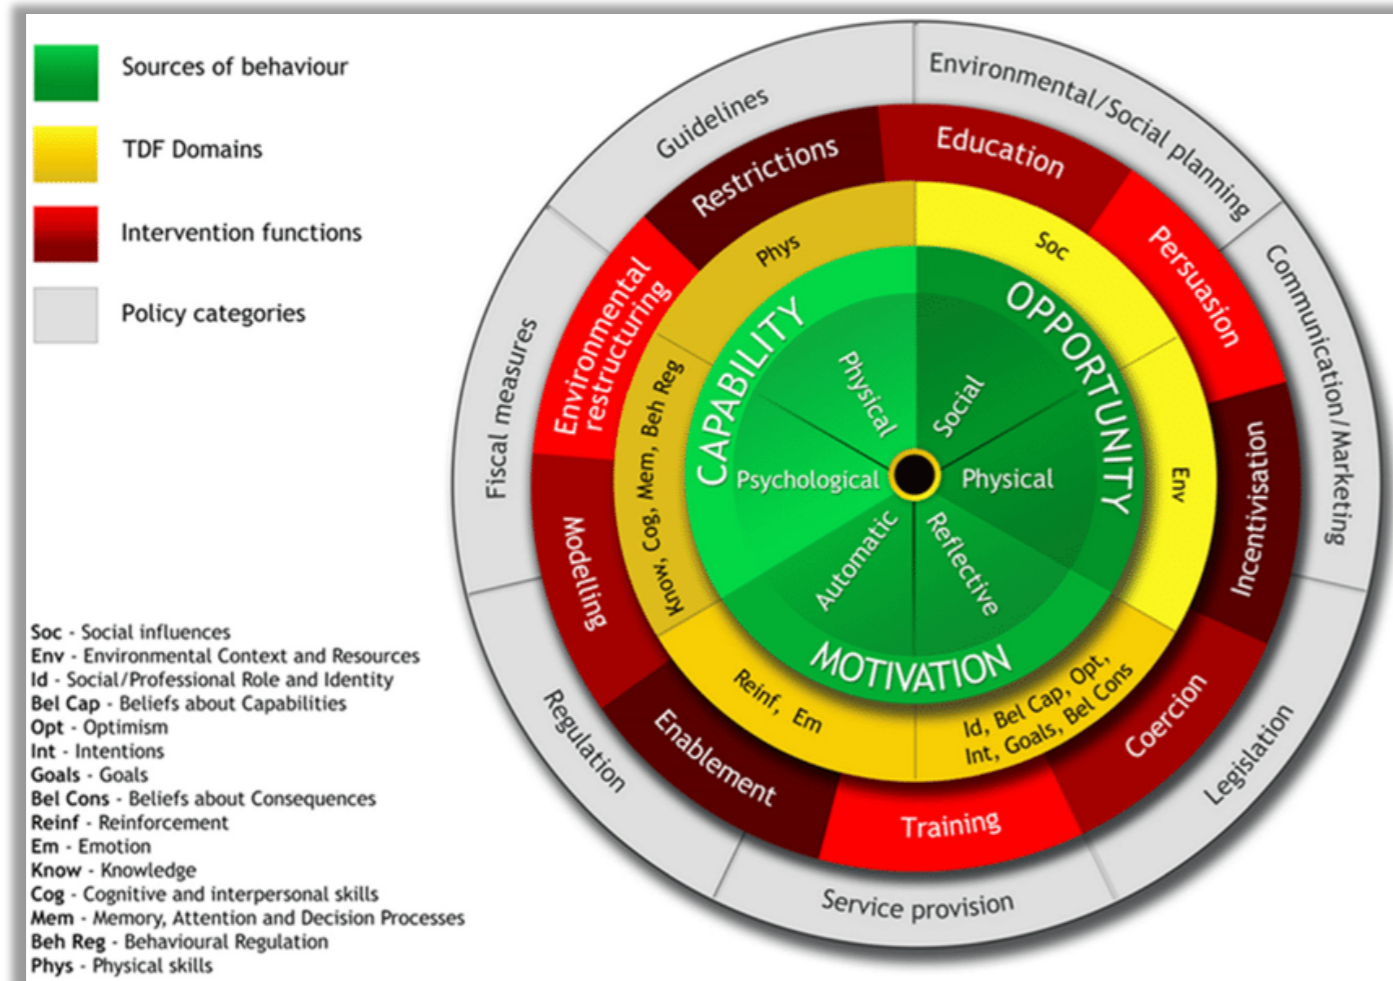 Sources of behaviour
TDF Domains
Intervention functions
Policy categories
Soc - Social influences
Env - Environmental Context and Resources
Id - Social/Professional Role and Identity
Bel Cap - Beliefs about Capabilities
Opt - Optimism
Int - Intentions
Goals - Goals
Bel Cons - Beliefs about Consequences
Reinf - Reinforcement
Em - Emotion
Know - Knowledge
Cog - Cognitive and interpersonal skills
Mem - Memory, Attention and Decision Processes
Beh Reg - Behavioural Regulation
Phys - Physical skills
Guidelines
Environmental/Social planning
Communication/Marketing
Legislation
Service provision
Regulation
Fiscal measures
Restrictions
Education
Persuasion
Incentivisation
Coercion
Training
Enablement
Modelling
Environmental
restructuring
Phys
Soc
Env
Id, Bel Cap, Opt,
Int, Goals, Bel Cons
Reinf, Em
Know, Cog, Mem, Beh Reg
CAPABILITY
OPPORTUNITY
MOTIVATION
Physical
Social
Physical
Reflective
Automatic
Psychological